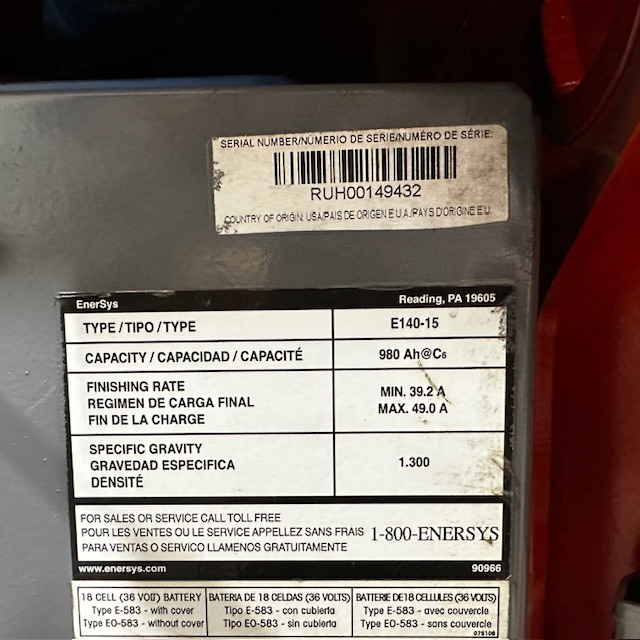 SERIAL NUMBER/NÚMERIO DE SERIE/NUMÉRO DE SÉRIE:
RUH00149432
COUNTRY OF ORIGIN: USA/PAIS DE ORIGEN E.U.A./PAYS D'ORIGINE E.U.
EnerSys Reading, PA 19605
TYPE / TIPO / TYPE E140-15
CAPACITY / CAPACIDAD / CAPACITÉ 980 Ah@C6
FINISHING RATE
REGIMEN DE CARGA FINAL
FIN DE LA CHARGE
MIN. 39.2 A
MAX. 49.0 A
SPECIFIC GRAVITY
GRAVEDAD ESPECIFICA
DENSITÉ
1.300
FOR SALES OR SERVICE CALL TOLL FREE
POUR LES VENTES OU LE SERVICE APPELEZ SANS FRAIS
PARA VENTAS O SERVICO LLAMENOS GRATUITAMENTE
1-800-ENERSYS
www.enersys.com 90966
18 CELL (36 VOLT) BATTERY
Type E-583 - with cover
Type EO-583 - without cover
BATERIA DE 18 CELDAS (36 VOLTS)
Tipo E-583 - con cubierta
Tipo EO-583 - sin cubierta
BATTERIE DE 18 CELLULES (36 VOLTS)
Type E-583 - avec couvercle
Type EO-583 - sans couvercle
075106